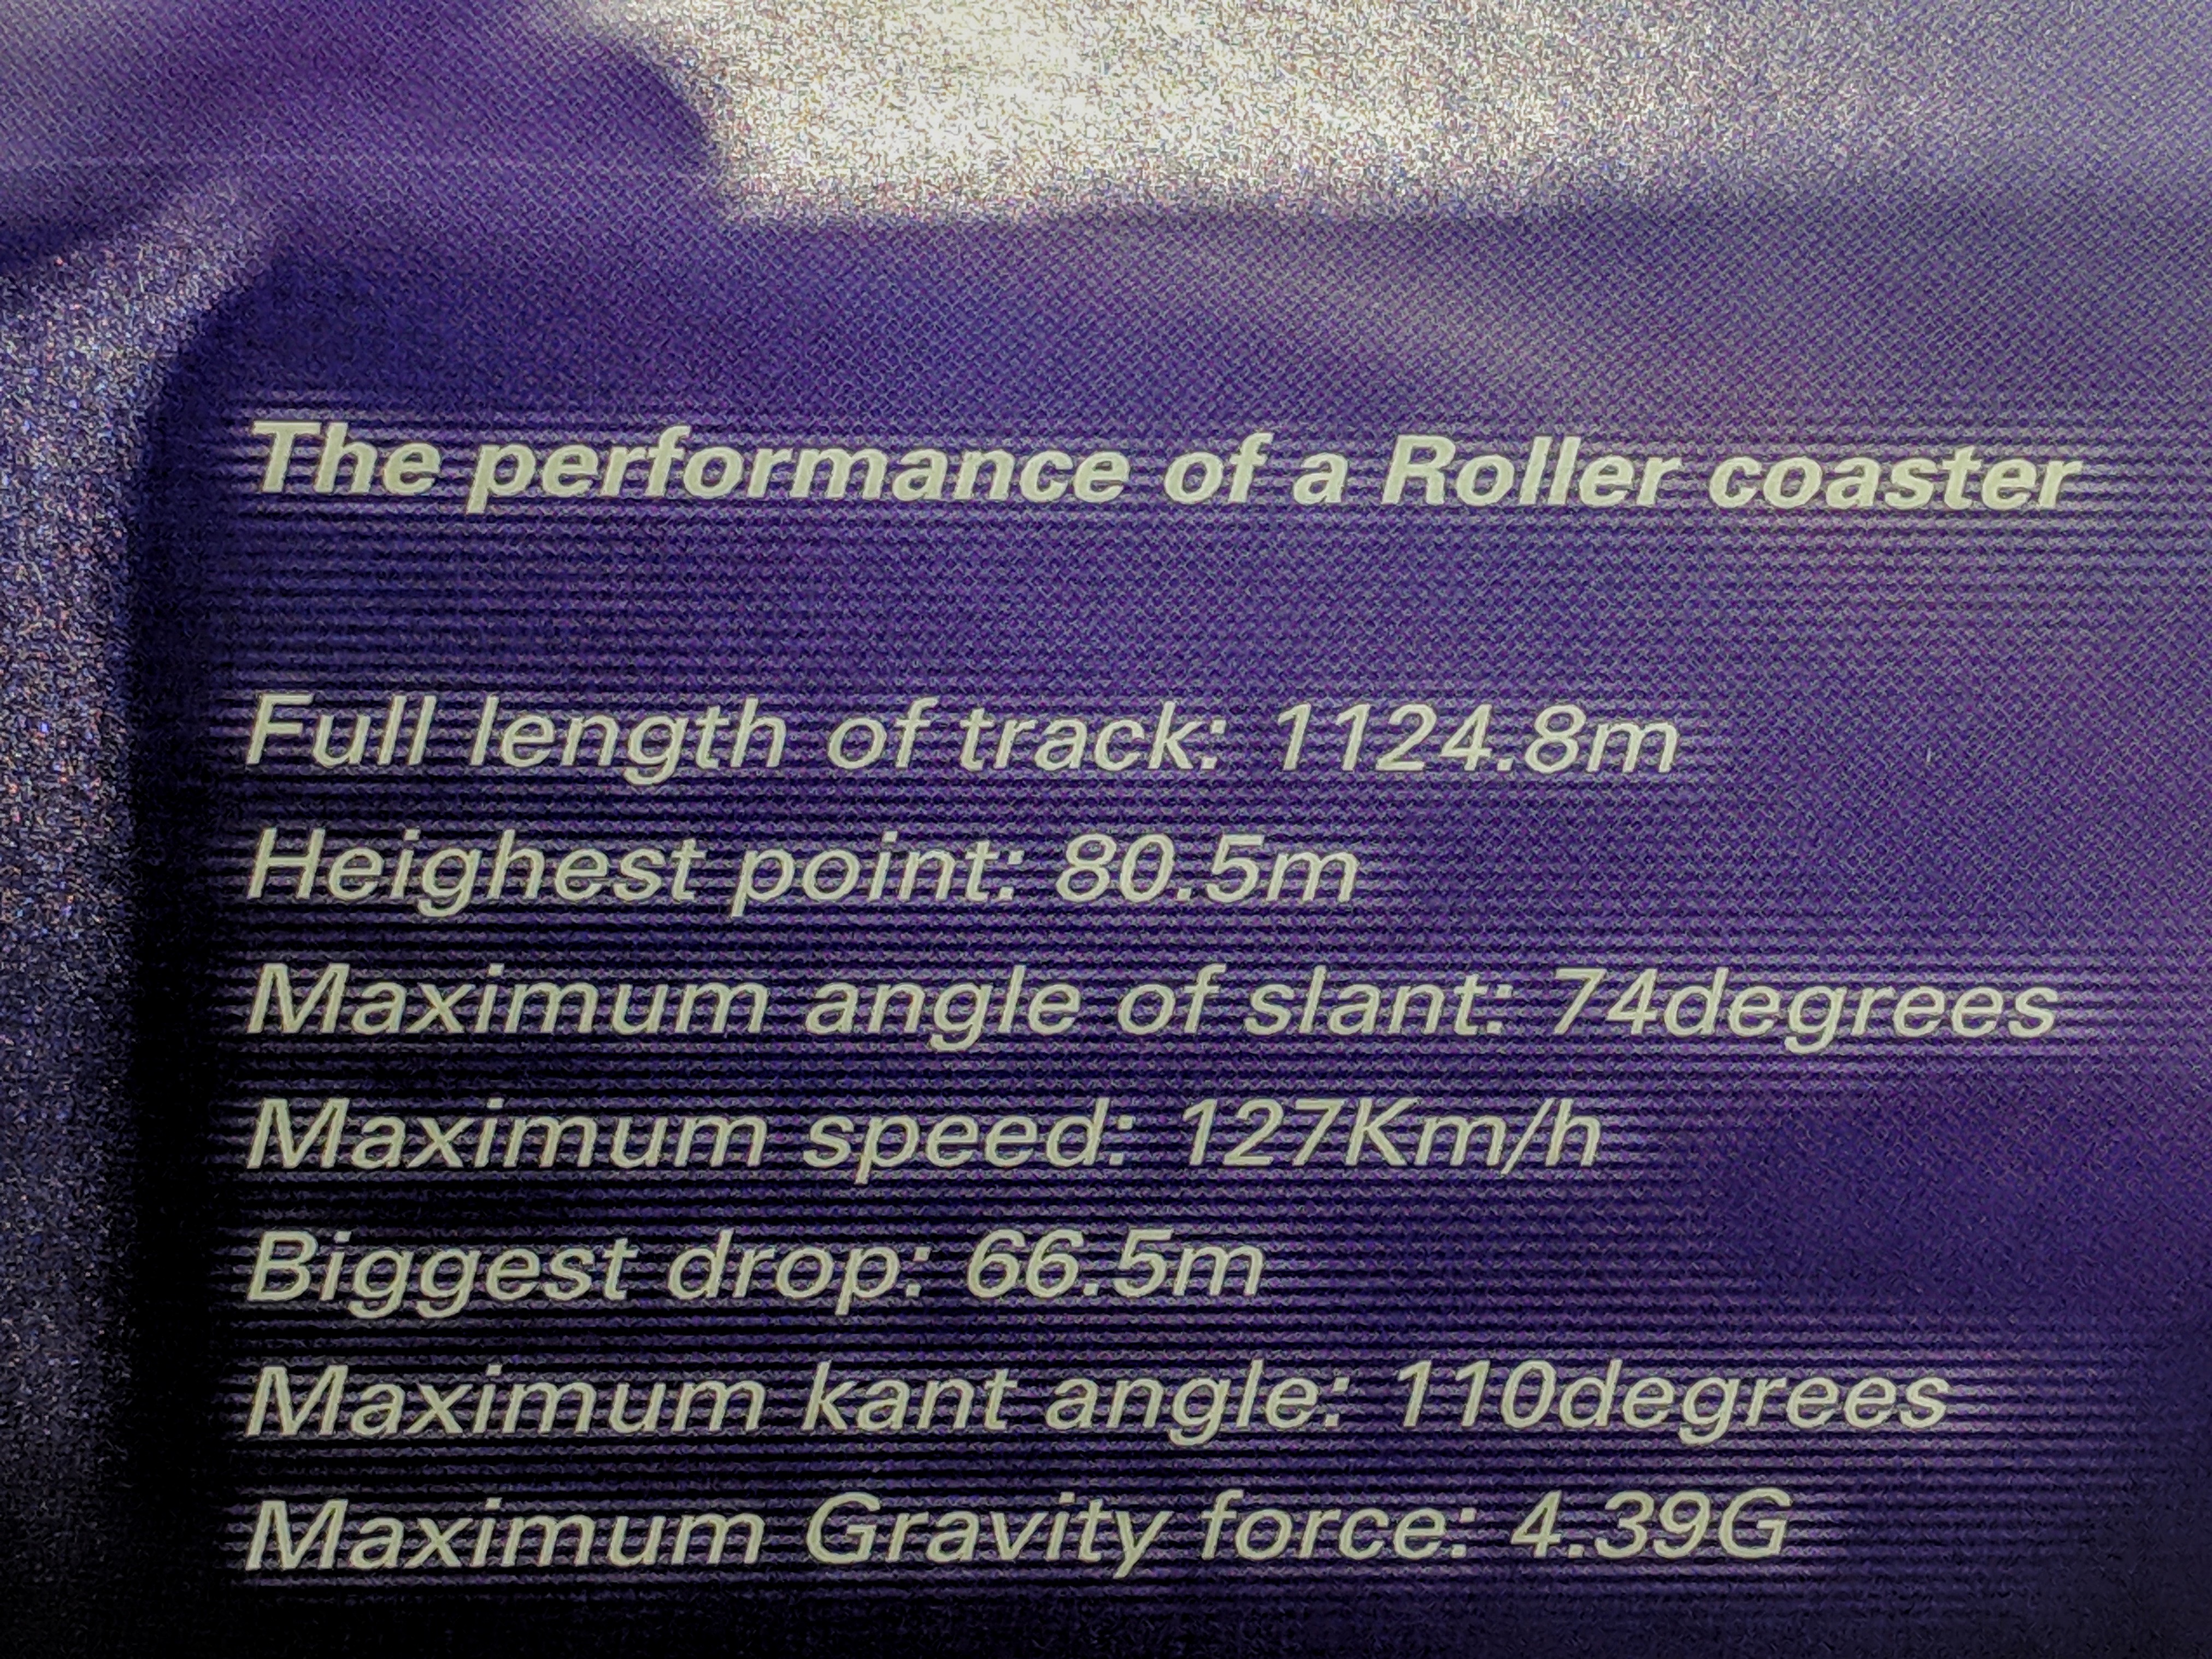 The performance of a Roller coaster
Full length of track: 1124.8m
Heighest point: 80.5m
Maximum angle of slant: 74degrees
Maximum speed: 127Km/h
Biggest drop: 66.5m
Maximum kant angle: 110degrees
Maximum Gravity force: 4.39G